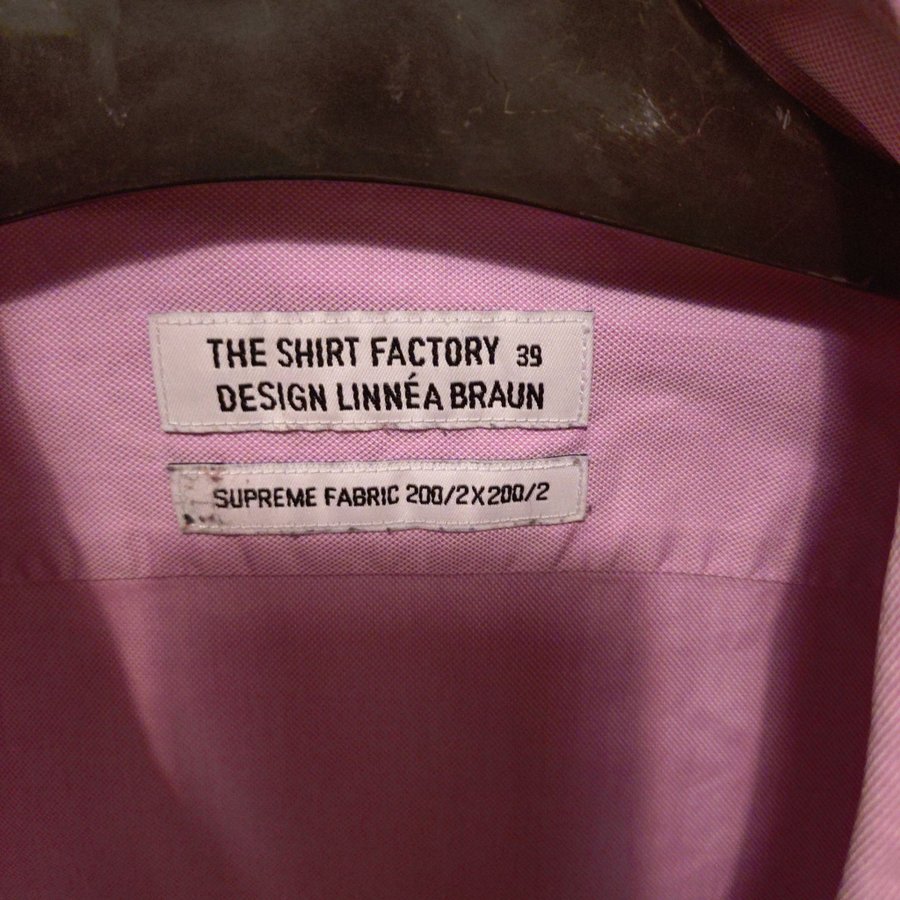 THE SHIRT FACTORY 39
DESIGN LINNÉA BRAUN
SUPREME FABRIC 200/2X200/2